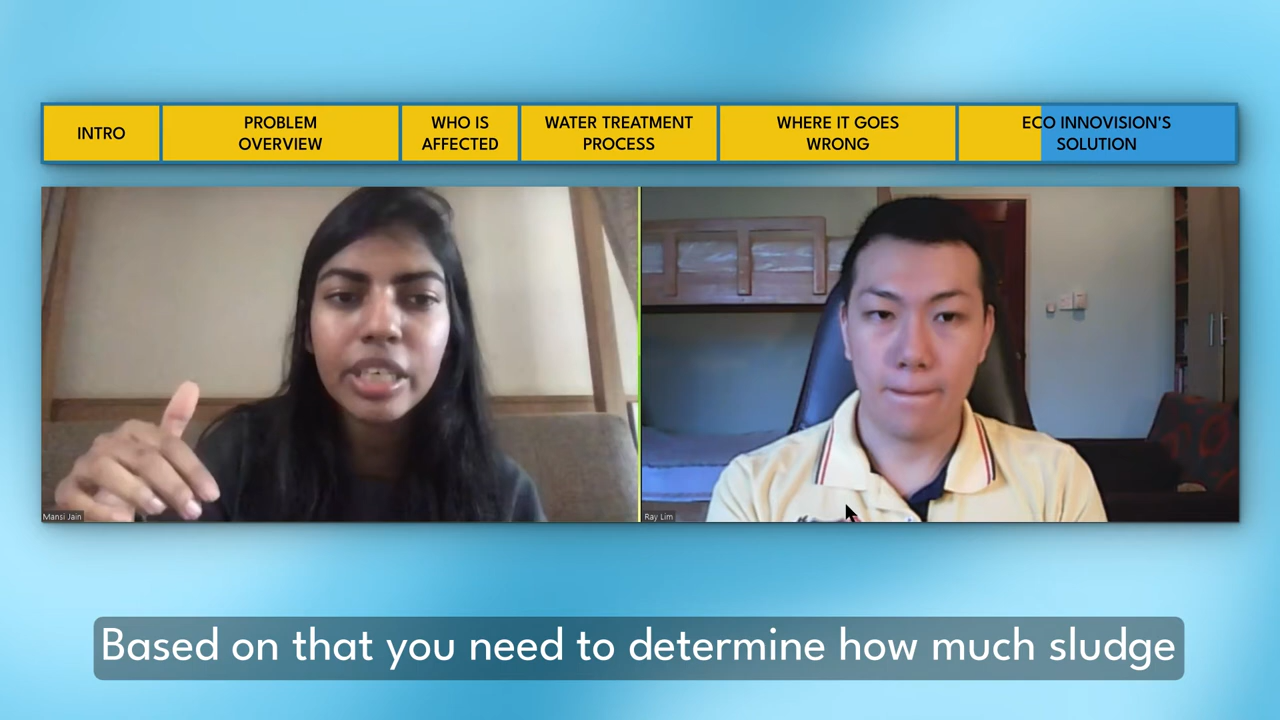 INTRO
PROBLEM
OVERVIEW
WHO IS
AFFECTED
WATER TREATMENT
PROCESS
WHERE IT GOES
WRONG
ECO INNOVISION'S
SOLUTION
Mansi Jain
Ray Lim
Based on that you need to determine how much sludge